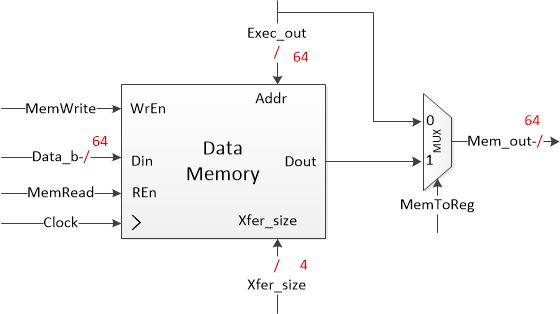 Exec_out
64
Addr
MemWrite
WrEn
0
64
64
Data_b
Din
Data
Memory
Dout
1
MUX
Mem_out
MemRead
REn
MemToReg
Clock
Xfer_size
4
Xfer_size